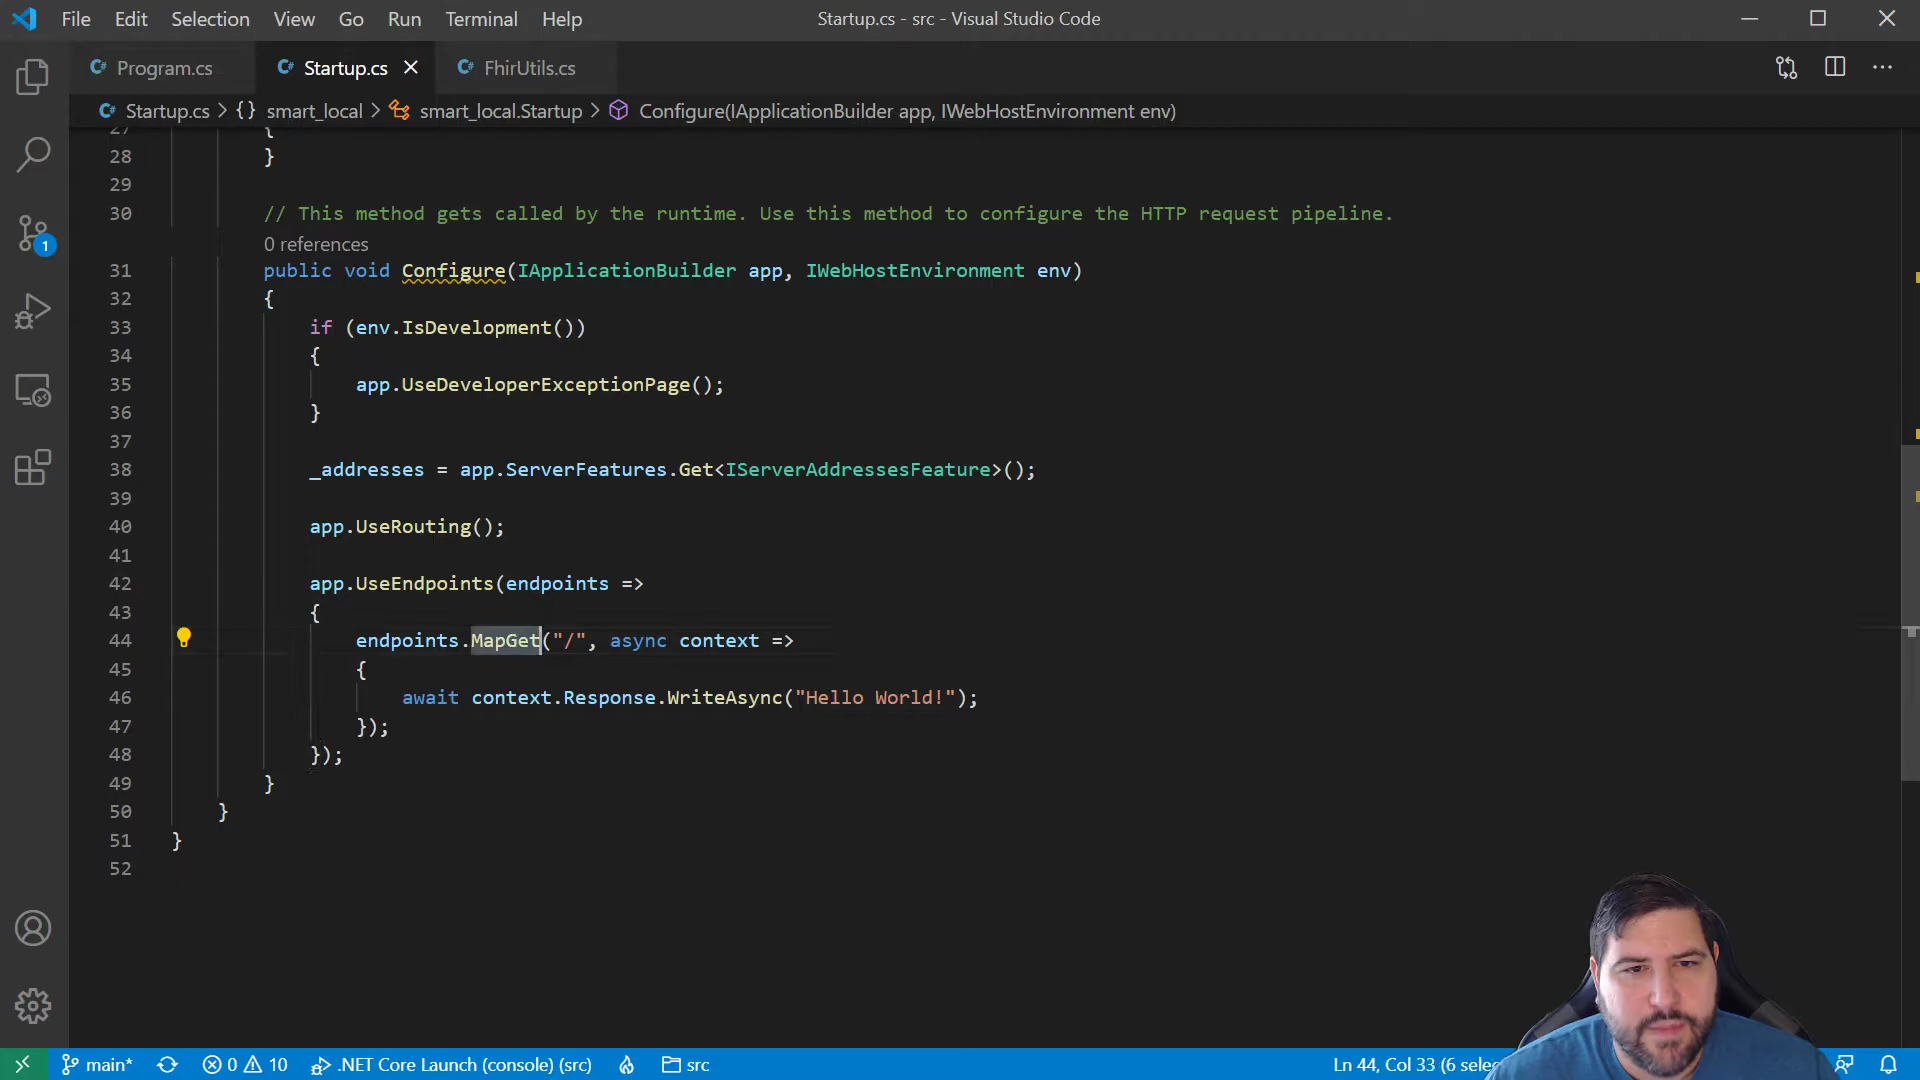 File Edit Selection View Go Run Terminal Help
Startup.cs - src - Visual Studio Code
Program.cs Startup.cs FhirUtils.cs
Startup.cs > {} smart_local > smart_local.Startup > Configure(IApplicationBuilder app, IWebHostEnvironment env)
27 {
28 }
29
30 // This method gets called by the runtime. Use this method to configure the HTTP request pipeline.
0 references
31 public void Configure(IApplicationBuilder app, IWebHostEnvironment env)
32 {
33 if (env.IsDevelopment())
34 {
35 app.UseDeveloperExceptionPage();
36 }
37
38 _addresses = app.ServerFeatures.Get<IServerAddressesFeature>();
39
40 app.UseRouting();
41
42 app.UseEndpoints(endpoints =>
43 {
44 endpoints.MapGet("/", async context =>
45 {
46 await context.Response.WriteAsync("Hello World!");
47 });
48 });
49 }
50 }
51 }
52
1
main* 0 10 .NET Core Launch (console) (src) src Ln 44, Col 33 (6